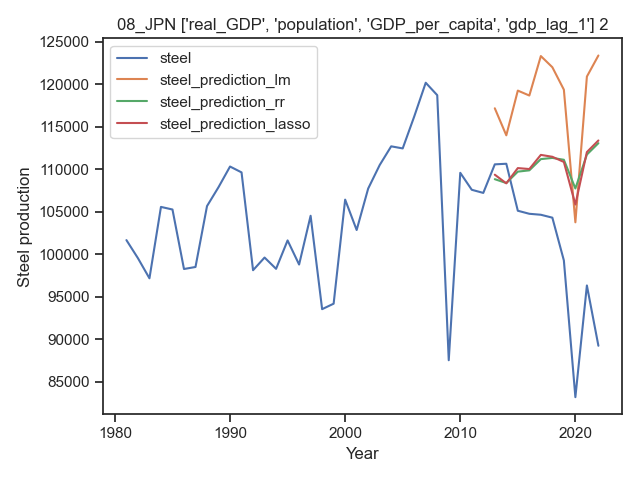 08_JPN ['real_GDP', 'population', 'GDP_per_capita', 'gdp_lag_1'] 2
125000
120000
115000
110000
105000
100000
95000
90000
85000
Steel production
steel
steel_prediction_lm
steel_prediction_rr
steel_prediction_lasso
1980
1990
2000
2010
2020
Year